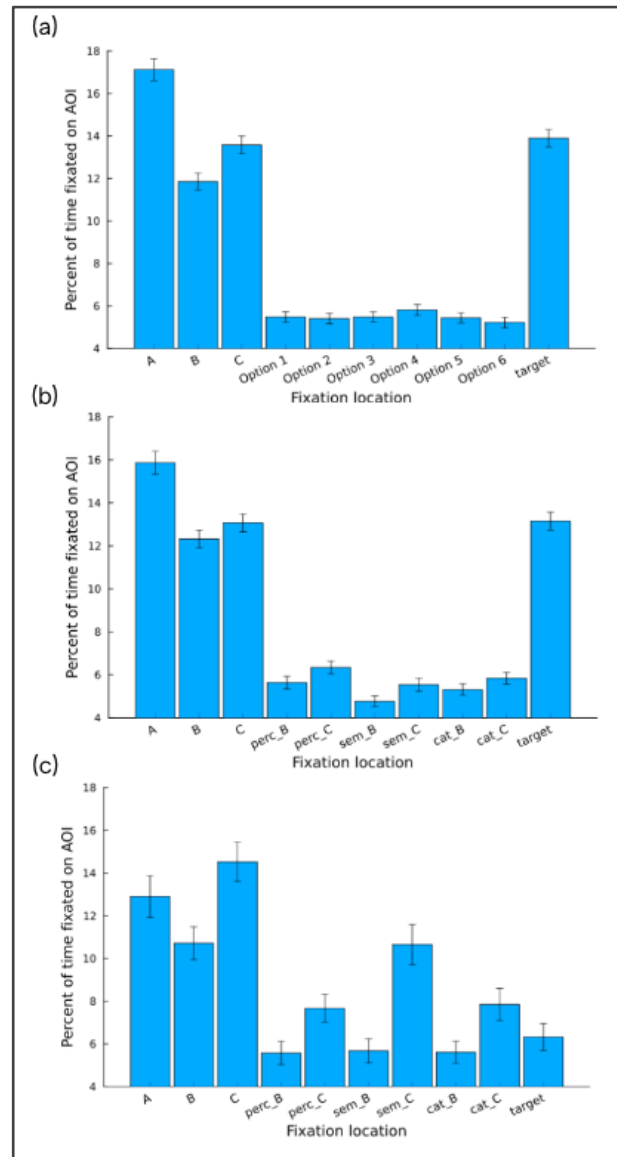 (a)
Percent of time fixated on AOI
18
16
14
12
10
8
6
4
A B C Option 1 Option 2 Option 3 Option 4 Option 5 Option 6 target
Fixation location
(b)
Percent of time fixated on AOI
18
16
14
12
10
8
6
4
A B C perc_B perc_C sem_B sem_C cat_B cat_C target
Fixation location
(c)
Percent of time fixated on AOI
18
16
14
12
10
8
6
4
A B C perc_B perc_C sem_B sem_C cat_B cat_C target
Fixation location